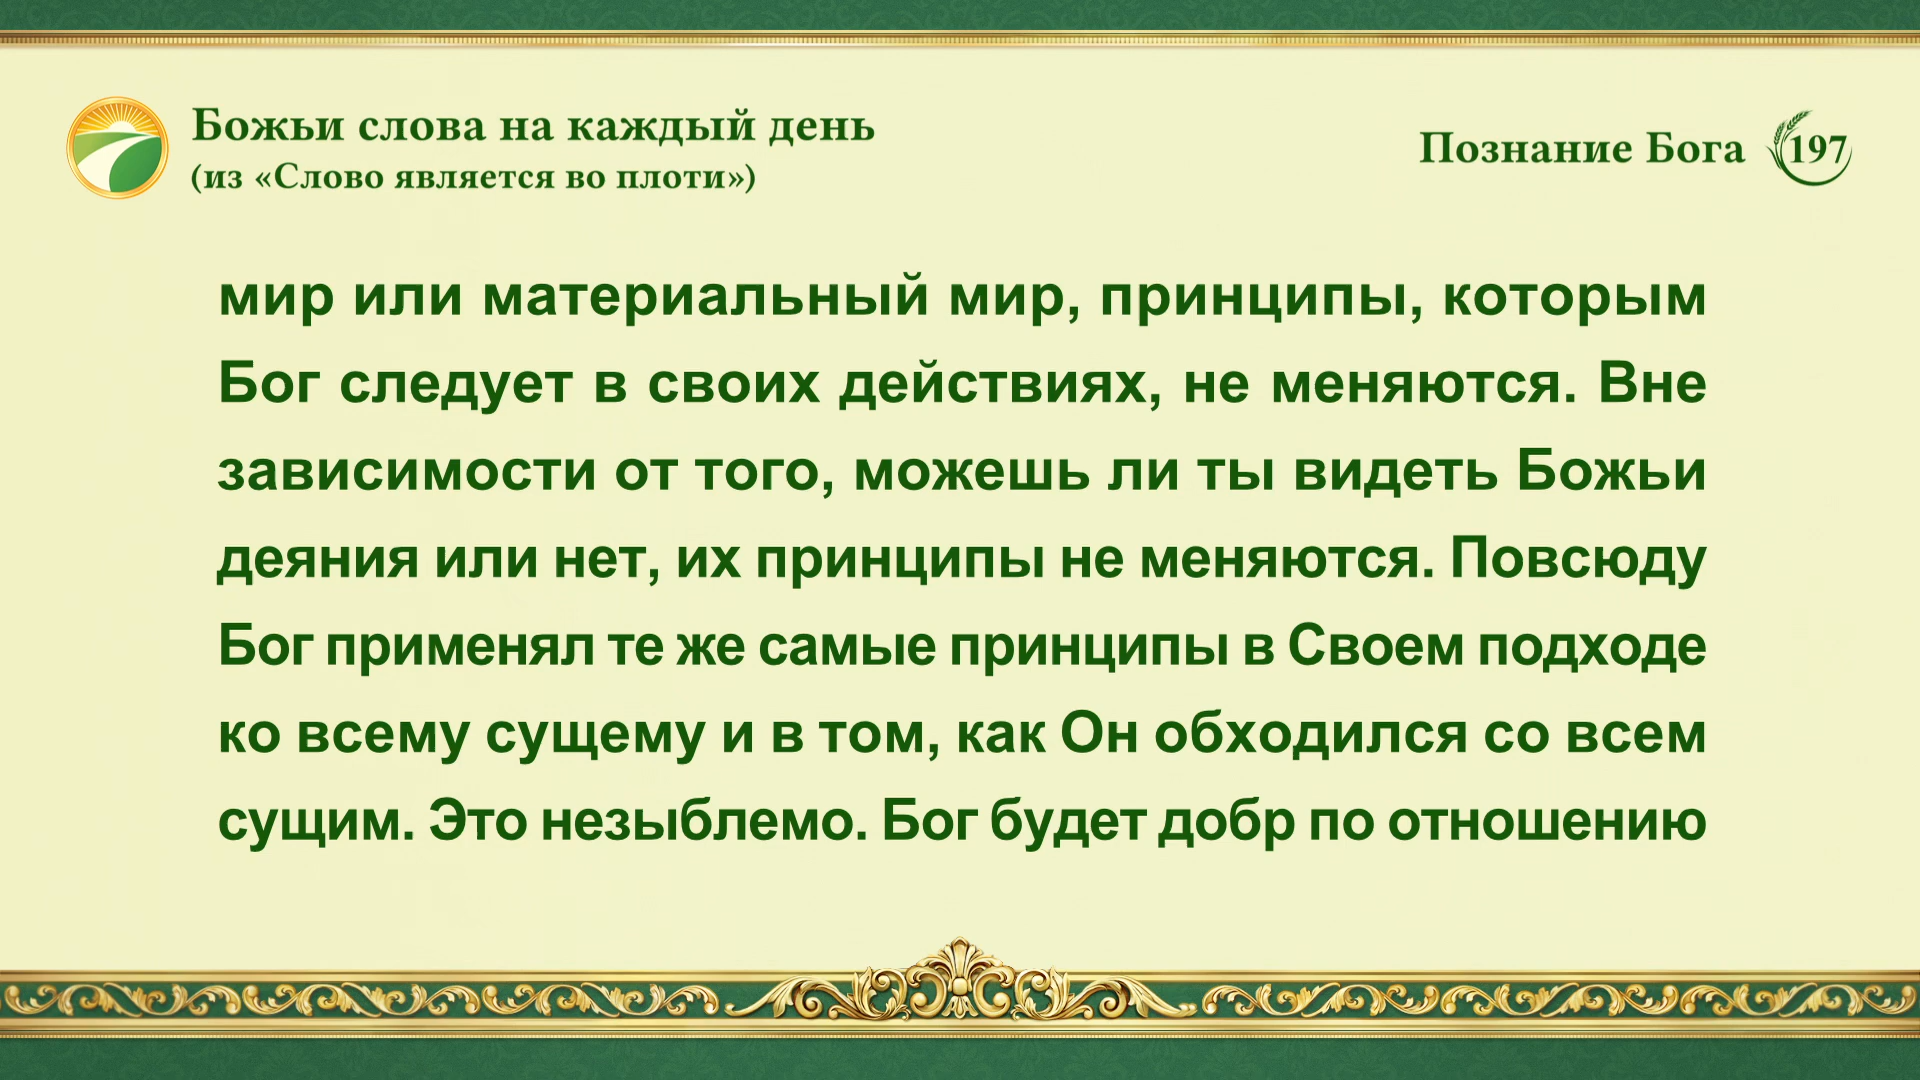 Божьи слова на каждый день
(из «Слово является во плоти»)
Познание Бога 197
мир или материальный мир, принципы, которым
Бог следует в своих действиях, не меняются. Вне
зависимости от того, можешь ли ты видеть Божьи
деяния или нет, их принципы не меняются. Повсюду
Бог применял те же самые принципы в Своем подходе
ко всему сущему и в том, как Он обходился со всем
сущим. Это незыблемо. Бог будет добр по отношению